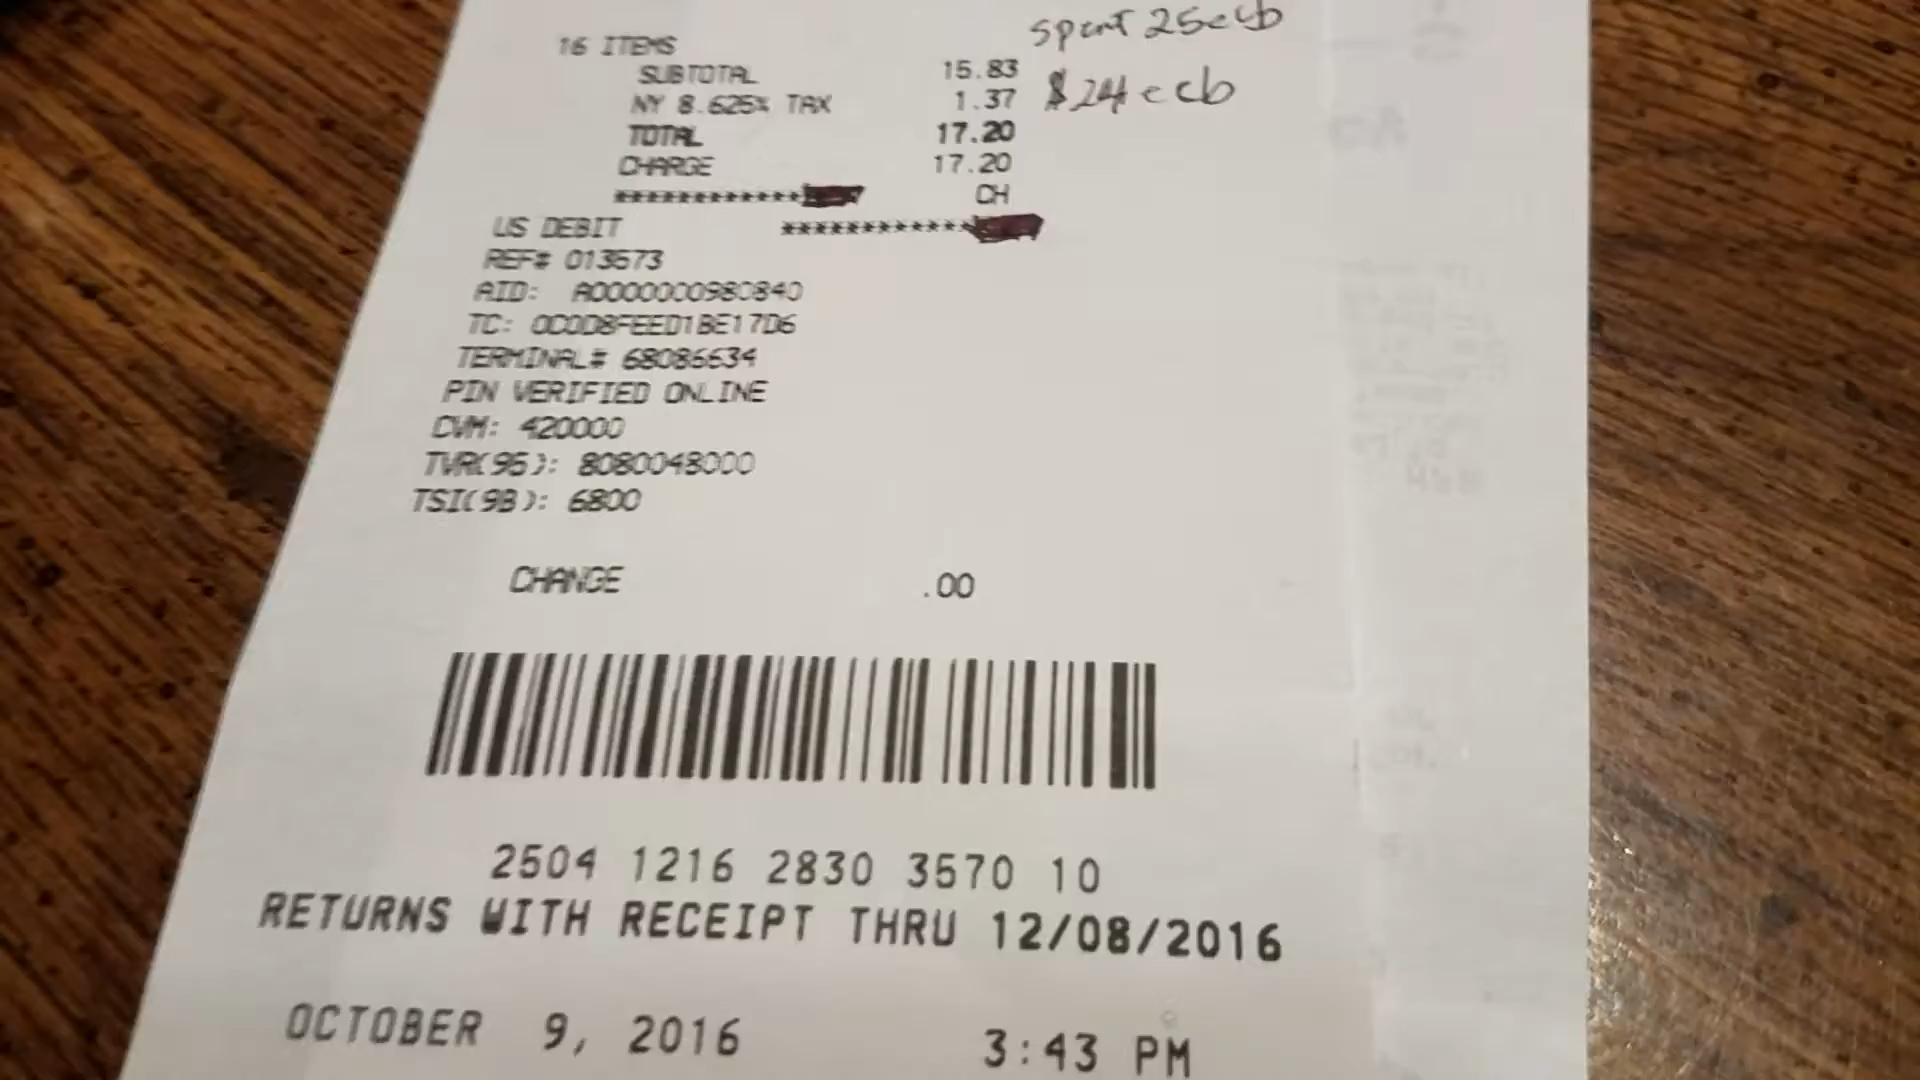 spent 25ecb
16 ITEMS
SUBTOTAL 15.83
NY 8.625% TAX 1.37
$24 ecb
TOTAL 17.20
CHARGE 17.20
************ CH
US DEBIT ************
REF# 013573
AID: A0000000980840
TC: 0C0D8FEED1BE17D6
TERMINAL# 68086634
PIN VERIFIED ONLINE
CVM: 420000
TVR(95): 8080048000
TSI(9B): 6800
CHANGE .00
2504 1216 2830 3570 10
RETURNS WITH RECEIPT THRU 12/08/2016
OCTOBER 9, 2016 3:43 PM